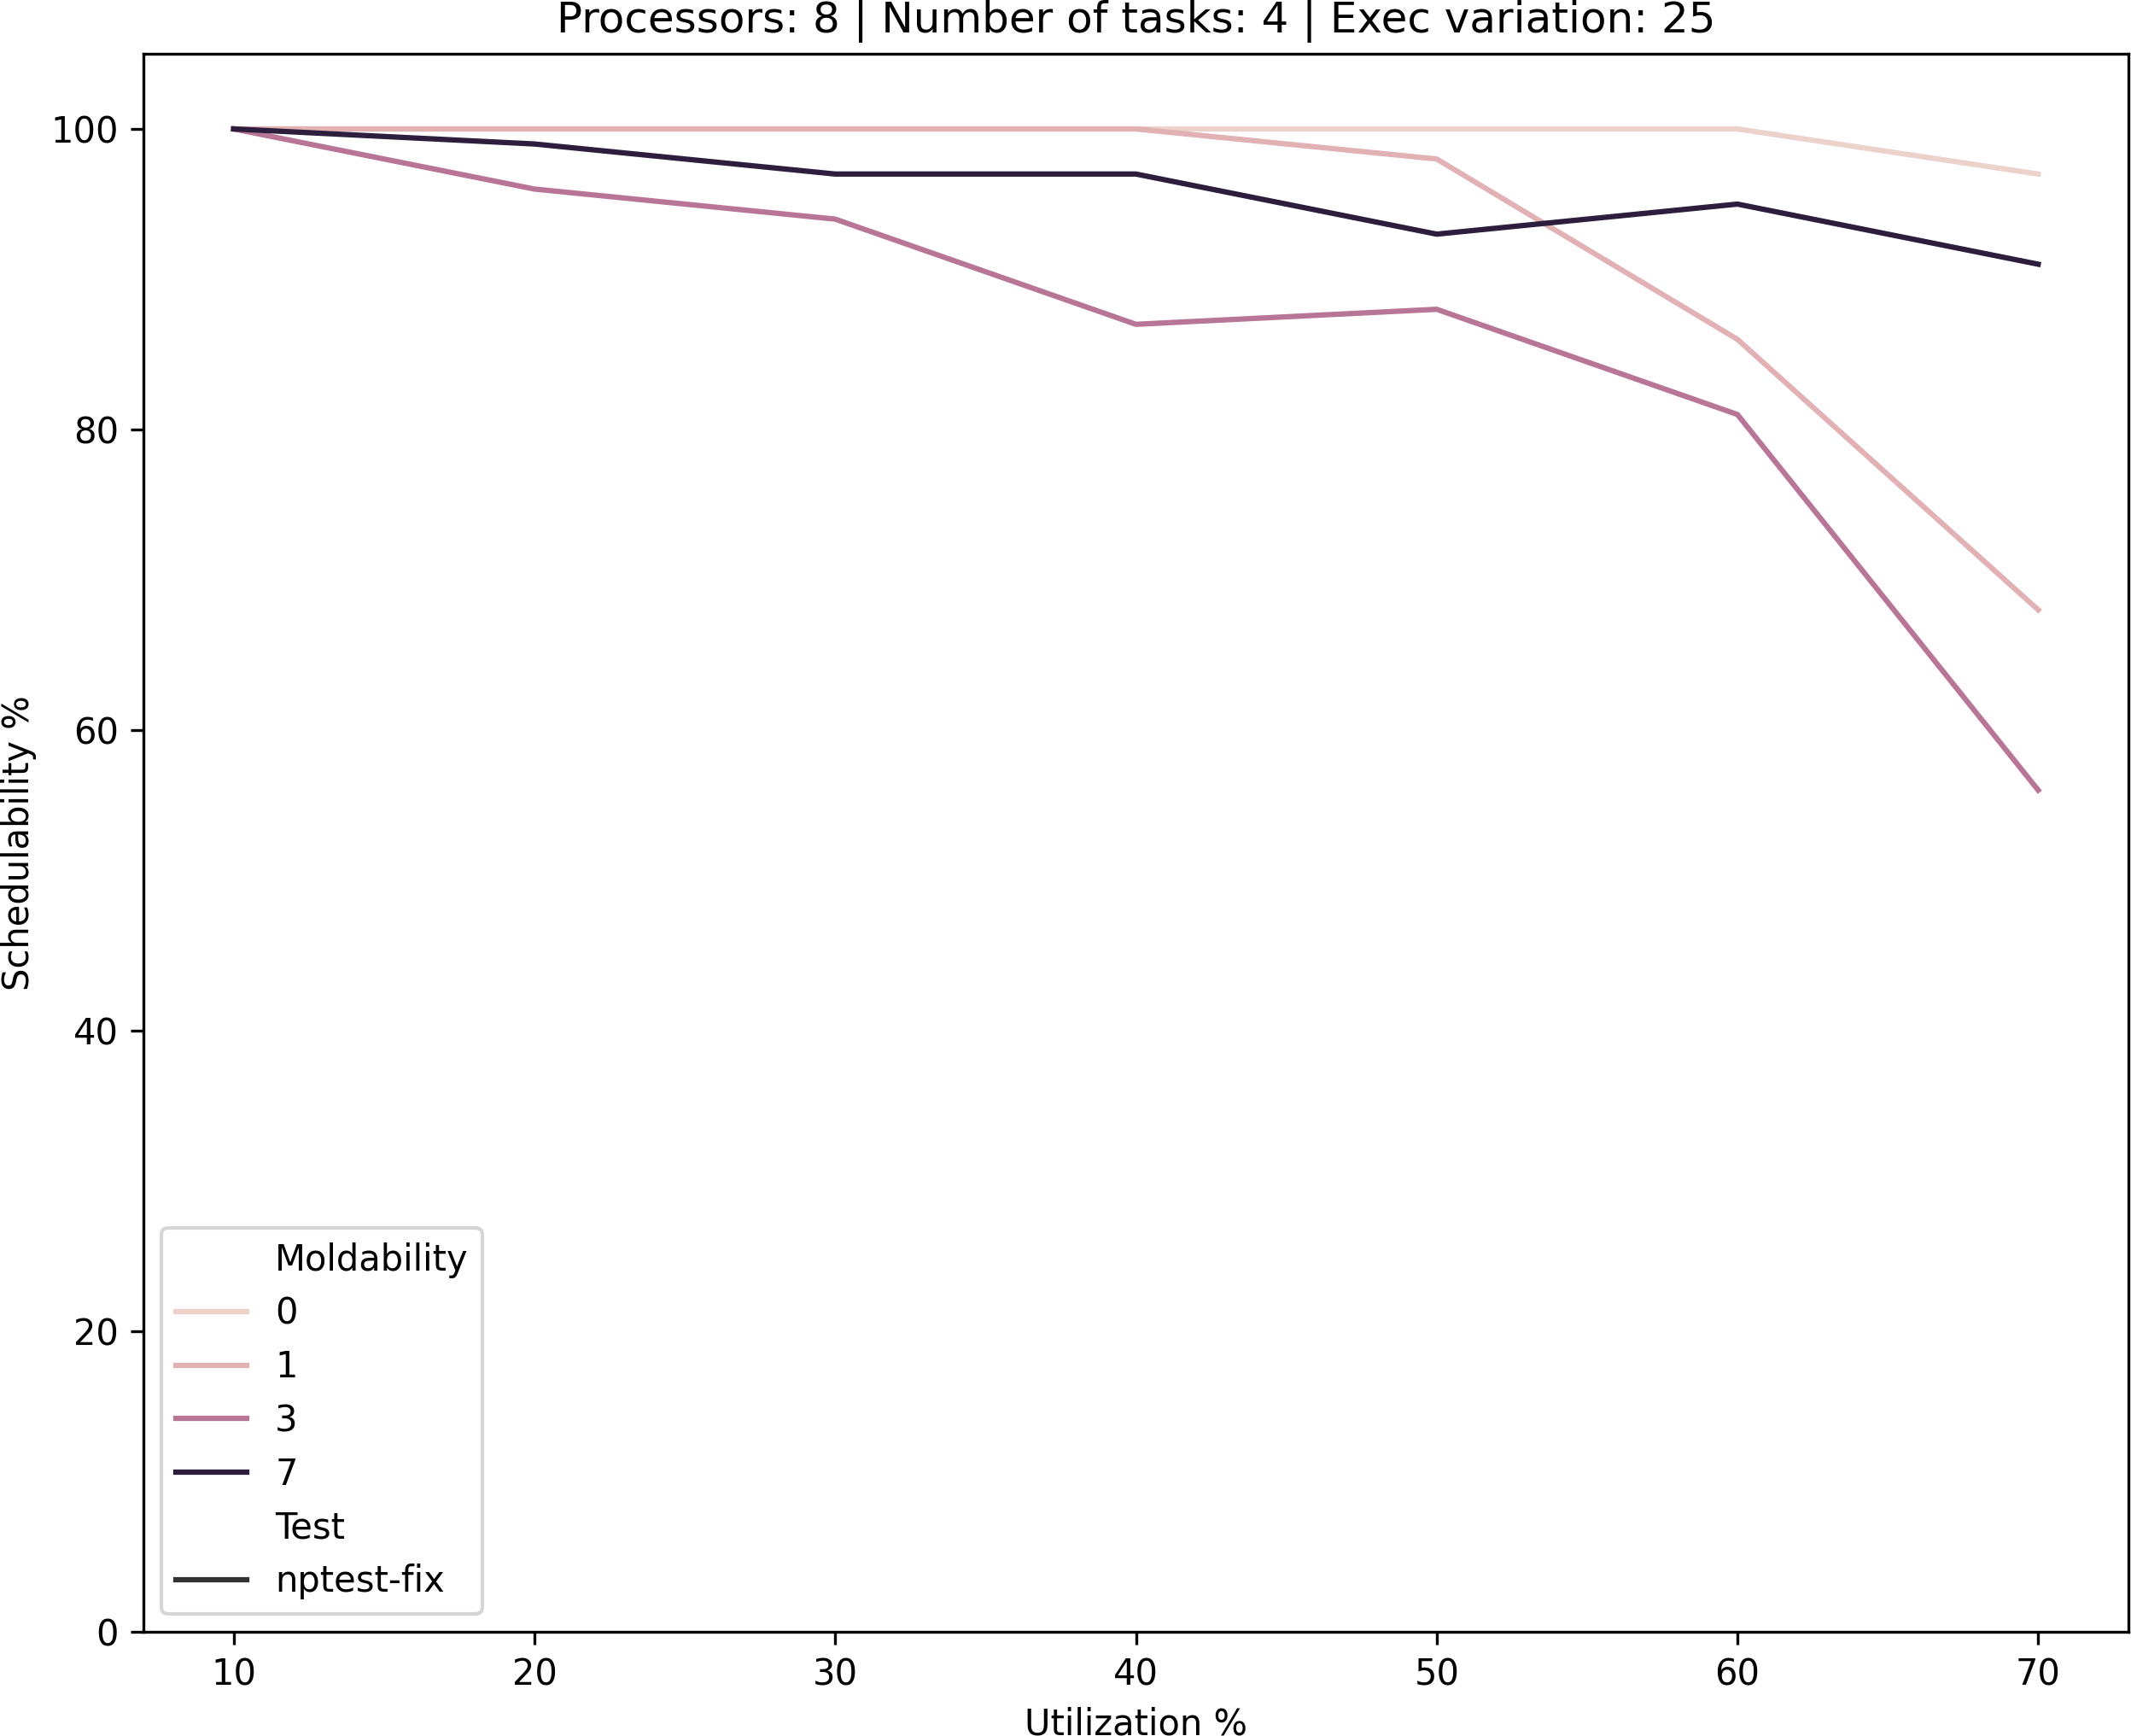 Processors: 8 | Number of tasks: 4 | Exec variation: 25
Schedulability %
100
80
60
40
20
0
Moldability
0
1
3
7
Test
nptest-fix
10 20 30 40 50 60 70
Utilization %